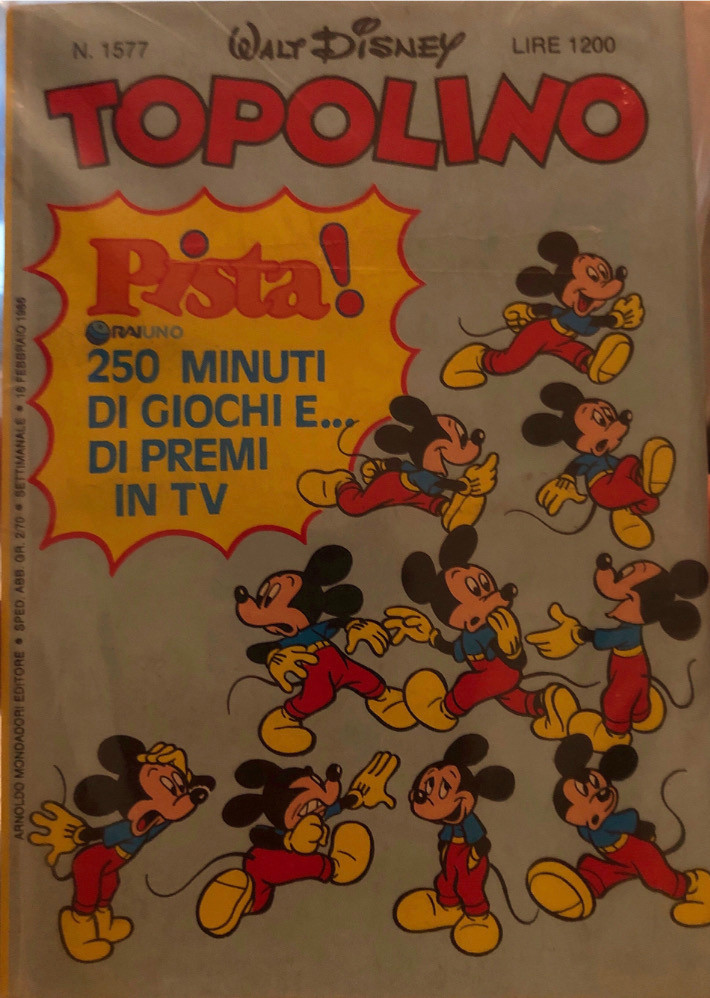 N. 1577
WALT DISNEY
LIRE 1200
TOPOLINO
Pista!
RAIUNO
250 MINUTI
DI GIOCHI E...
DI PREMI
IN TV
ARNOLDO MONDADORI EDITORE • SPED. ABB. GR. 2/70 • SETTIMANALE • 16 FEBBRAIO 1986